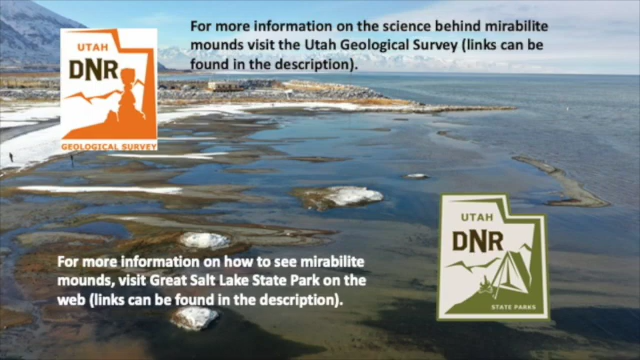 For more information on the science behind mirabilite
mounds visit the Utah Geological Survey (links can be
found in the description).
UTAH
DNR
GEOLOGICAL SURVEY
UTAH
DNR
STATE PARKS
For more information on how to see mirabilite
mounds, visit Great Salt Lake State Park on the
web (links can be found in the description).